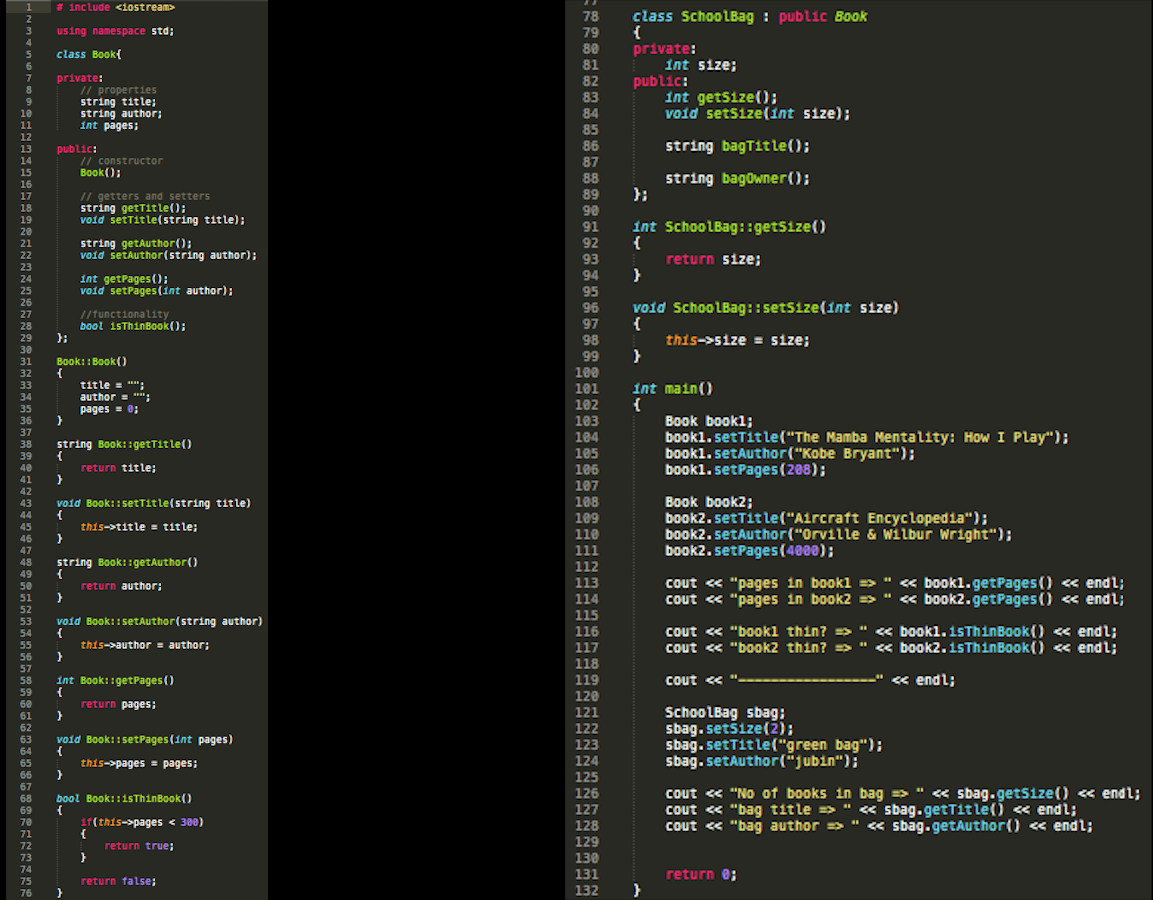 1 # include <iostream>
2
3 using namespace std;
4
5 class Book{
6
7 private:
8 // properties
9 string title;
10 string author;
11 int pages;
12
13 public:
14 // constructor
15 Book();
16
17 // getters and setters
18 string getTitle();
19 void setTitle(string title);
20
21 string getAuthor();
22 void setAuthor(string author);
23
24 int getPages();
25 void setPages(int author);
26
27 //functionality
28 bool isThinBook();
29 };
30
31 Book::Book()
32 {
33 title = "";
34 author = "";
35 pages = 0;
36 }
37
38 string Book::getTitle()
39 {
40 return title;
41 }
42
43 void Book::setTitle(string title)
44 {
45 this->title = title;
46 }
47
48 string Book::getAuthor()
49 {
50 return author;
51 }
52
53 void Book::setAuthor(string author)
54 {
55 this->author = author;
56 }
57
58 int Book::getPages()
59 {
60 return pages;
61 }
62
63 void Book::setPages(int pages)
64 {
65 this->pages = pages;
66 }
67
68 bool Book::isThinBook()
69 {
70 if(this->pages < 300)
71 {
72 return true;
73 }
74
75 return false;
76 }
77
78 class SchoolBag : public Book
79 {
80 private:
81 int size;
82 public:
83 int getSize();
84 void setSize(int size);
85
86 string bagTitle();
87
88 string bagOwner();
89 };
90
91 int SchoolBag::getSize()
92 {
93 return size;
94 }
95
96 void SchoolBag::setSize(int size)
97 {
98 this->size = size;
99 }
100
101 int main()
102 {
103 Book book1;
104 book1.setTitle("The Mamba Mentality: How I Play");
105 book1.setAuthor("Kobe Bryant");
106 book1.setPages(208);
107
108 Book book2;
109 book2.setTitle("Aircraft Encyclopedia");
110 book2.setAuthor("Orville & Wilbur Wright");
111 book2.setPages(4000);
112
113 cout << "pages in book1 => " << book1.getPages() << endl;
114 cout << "pages in book2 => " << book2.getPages() << endl;
115
116 cout << "book1 thin? => " << book1.isThinBook() << endl;
117 cout << "book2 thin? => " << book2.isThinBook() << endl;
118
119 cout << "-----------------" << endl;
120
121 SchoolBag sbag;
122 sbag.setSize(2);
123 sbag.setTitle("green bag");
124 sbag.setAuthor("jubin");
125
126 cout << "No of books in bag => " << sbag.getSize() << endl;
127 cout << "bag title => " << sbag.getTitle() << endl;
128 cout << "bag author => " << sbag.getAuthor() << endl;
129
130
131 return 0;
132 }